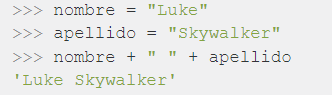 >>> nombre = "Luke"
>>> apellido = "Skywalker"
>>> nombre + " " + apellido
'Luke Skywalker'